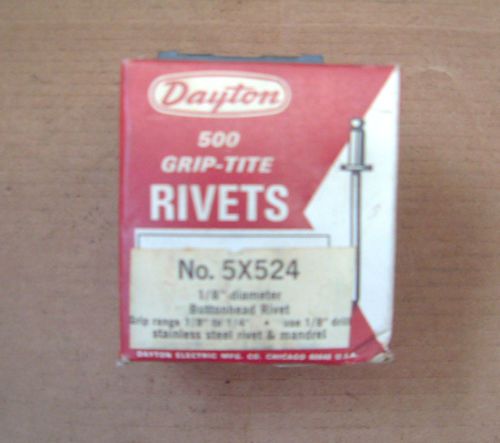 Dayton
500
GRIP-TITE
RIVETS
No. 5X524
1/8" diameter
Buttonhead Rivet
Grip range 1/8" to 1/4" • use 1/8" drill
stainless steel rivet & mandrel
DAYTON ELECTRIC MFG. CO. CHICAGO 60648 U.S.A.